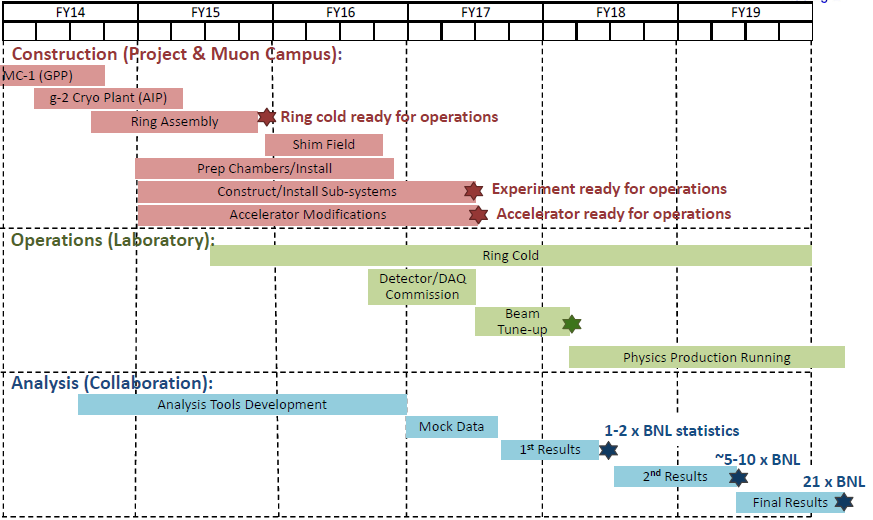 FY14 FY15 FY16 FY17 FY18 FY19
Construction (Project & Muon Campus):
MC-1 (GPP)
g-2 Cryo Plant (AIP)
Ring Assembly
Ring cold ready for operations
Shim Field
Prep Chambers/Install
Construct/Install Sub-systems
Experiment ready for operations
Accelerator Modifications
Accelerator ready for operations
Operations (Laboratory):
Ring Cold
Detector/DAQ
Commission
Beam
Tune-up
Physics Production Running
Analysis (Collaboration):
Analysis Tools Development
Mock Data
1st Results
1-2 x BNL statistics
2nd Results
~5-10 x BNL
Final Results
21 x BNL